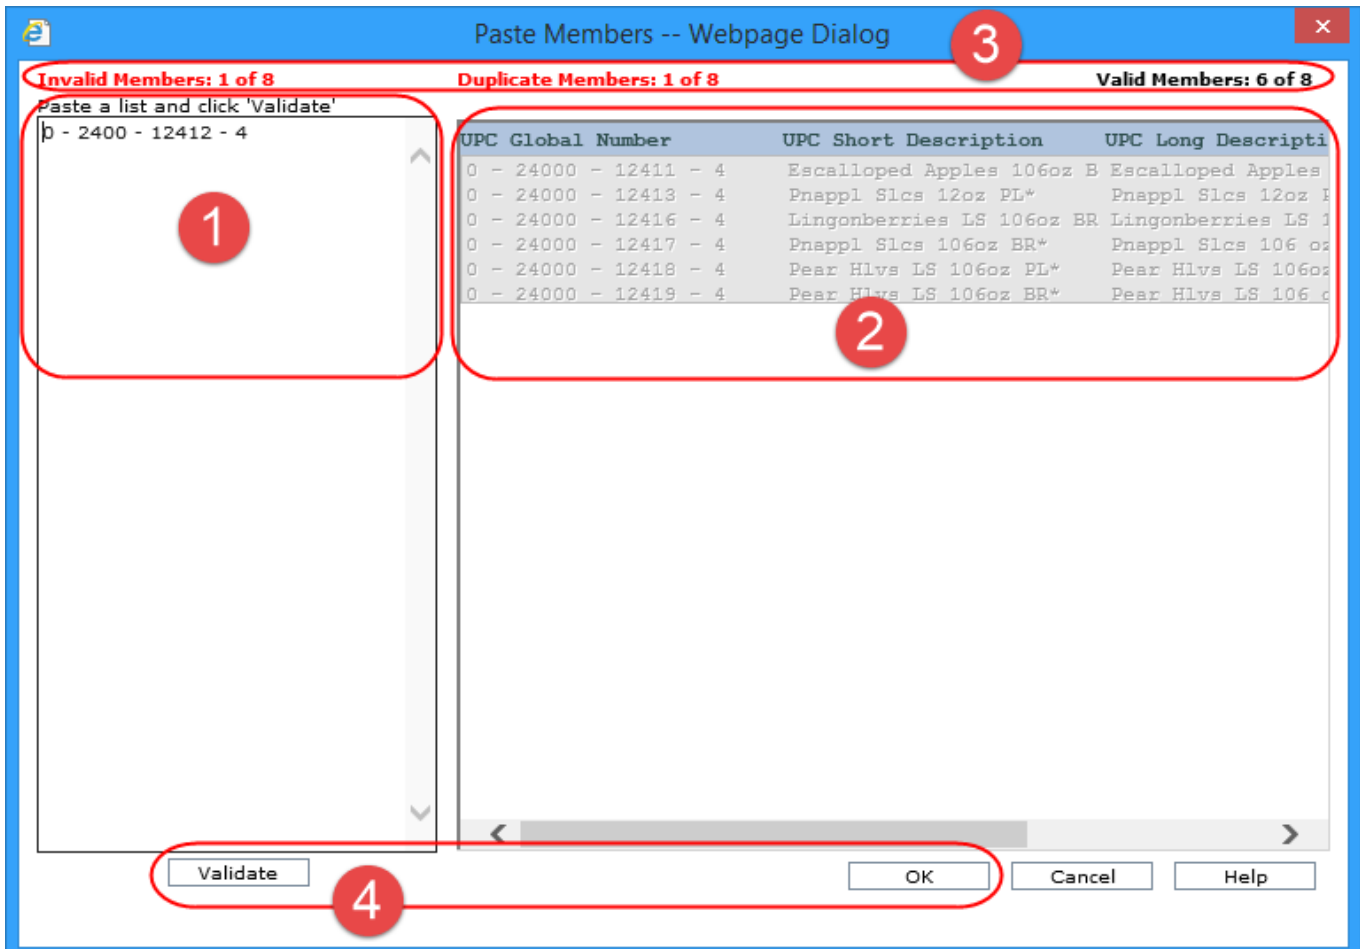 Paste Members -- Webpage Dialog
3
Invalid Members: 1 of 8 Duplicate Members: 1 of 8 Valid Members: 6 of 8
Paste a list and click 'Validate'
0 - 2400 - 12412 - 4
UPC Global Number UPC Short Description UPC Long Descripti
0 - 24000 - 12411 - 4 Escalloped Apples 106oz B Escalloped Apples
0 - 24000 - 12413 - 4 Pnappl Slcs 12oz PL* Pnappl Slcs 12oz
0 - 24000 - 12416 - 4 Lingonberries LS 106oz BR Lingonberries LS 1
0 - 24000 - 12417 - 4 Pnappl Slcs 106oz BR* Pnappl Slcs 106 oz
0 - 24000 - 12418 - 4 Pear Hlvs LS 106oz PL* Pear Hlvs LS 106oz
0 - 24000 - 12419 - 4 Pear Hlvs LS 106oz BR* Pear Hlvs LS 106
1
2
Validate OK Cancel Help
4